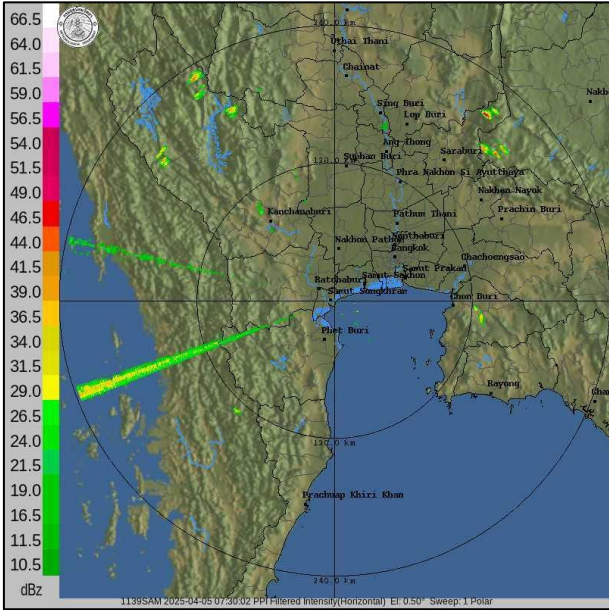 66.5
64.0
61.5
59.0
56.5
54.0
51.5
49.0
46.5
44.0
41.5
39.0
36.5
34.0
31.5
29.0
26.5
24.0
21.5
19.0
16.5
14.0
11.5
10.5
dBz
240.0 km
Uthai Thani
Chainat
Nakh
Sing Buri
Lop Buri
Ang Thong
Saraburi
Suphan Buri
120.0 km
Phra Nakhon Si Ayutthaya
Nakhon Nayok
Kanchanaburi
Pathum Thani
Prachin Buri
Nonthaburi
Nakhon Pathom
Bangkok
Chachoengsao
Samut Prakan
Ratchaburi
Samut Sakhon
Samut Songkhram
Chon Buri
Phet Buri
Rayong
Chan
120.0 km
Prachuap Khiri Khan
240.0 km
1139SAM 2025-04-05 07:30:02 PPI Filtered Intensity(Horizontal) El: 0.50° Sweep: 1 Polar